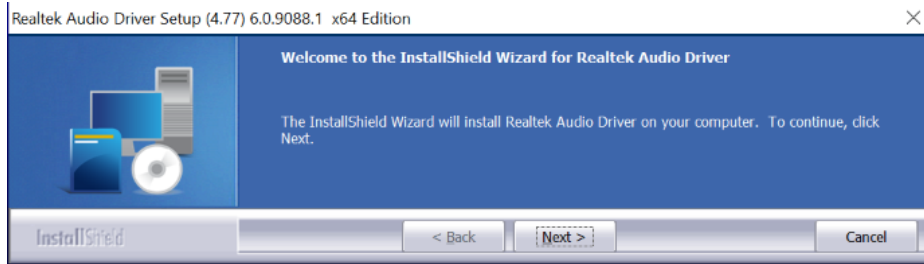 Realtek Audio Driver Setup (4.77) 6.0.9088.1 x64 Edition
Welcome to the InstallShield Wizard for Realtek Audio Driver
The InstallShield Wizard will install Realtek Audio Driver on your computer. To continue, click
Next.
InstallShield
< Back
Next >
Cancel